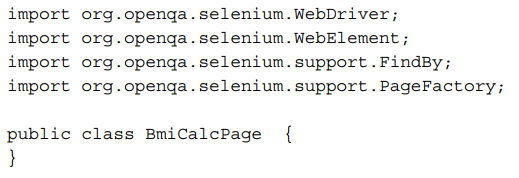 import org.openqa.selenium.WebDriver;
import org.openqa.selenium.WebElement;
import org.openqa.selenium.support.FindBy;
import org.openqa.selenium.support.PageFactory;
public class BmiCalcPage  {
}